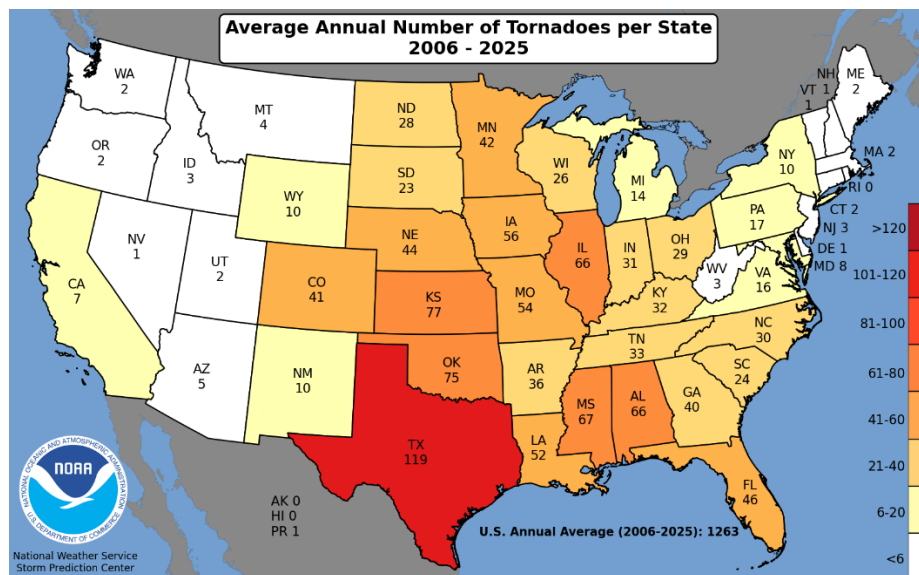 Average Annual Number of Tornadoes per State
2006 - 2025
WA
2
OR
2
CA
7
NV
1
ID
3
MT
4
WY
10
UT
2
AZ
5
CO
41
NM
10
ND
28
SD
23
NE
44
KS
77
OK
75
TX
119
MN
42
IA
56
MO
54
AR
36
LA
52
WI
26
IL
66
MS
67
MI
14
IN
31
KY
32
TN
33
AL
66
OH
29
GA
40
FL
46
SC
24
NC
30
VA
16
WV
3
PA
17
NY
10
VT
1
NH
1
ME
2
MA 2
RI 0
CT 2
NJ 3
DE 1
MD 8
>120
101-120
81-100
61-80
41-60
21-40
6-20
<6
AK 0
HI 0
PR 1
U.S. Annual Average (2006-2025): 1263
NATIONAL OCEANIC AND ATMOSPHERIC ADMINISTRATION
NOAA
U.S. DEPARTMENT OF COMMERCE
National Weather Service
Storm Prediction Center